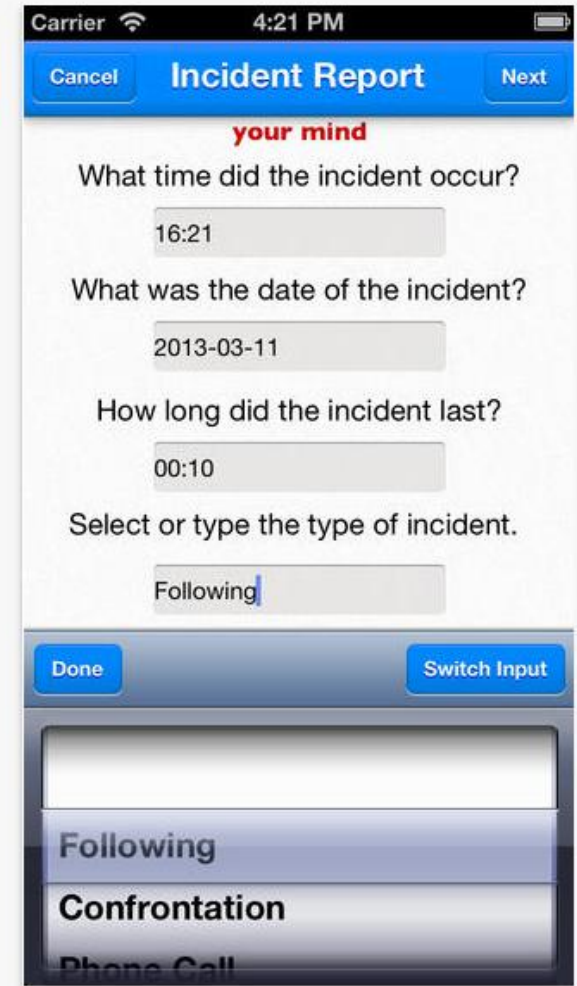 Carrier 4:21 PM
Cancel Incident Report Next
your mind
What time did the incident occur?
16:21
What was the date of the incident?
2013-03-11
How long did the incident last?
00:10
Select or type the type of incident.
Following
Done Switch Input
Following
Confrontation
Phone Call